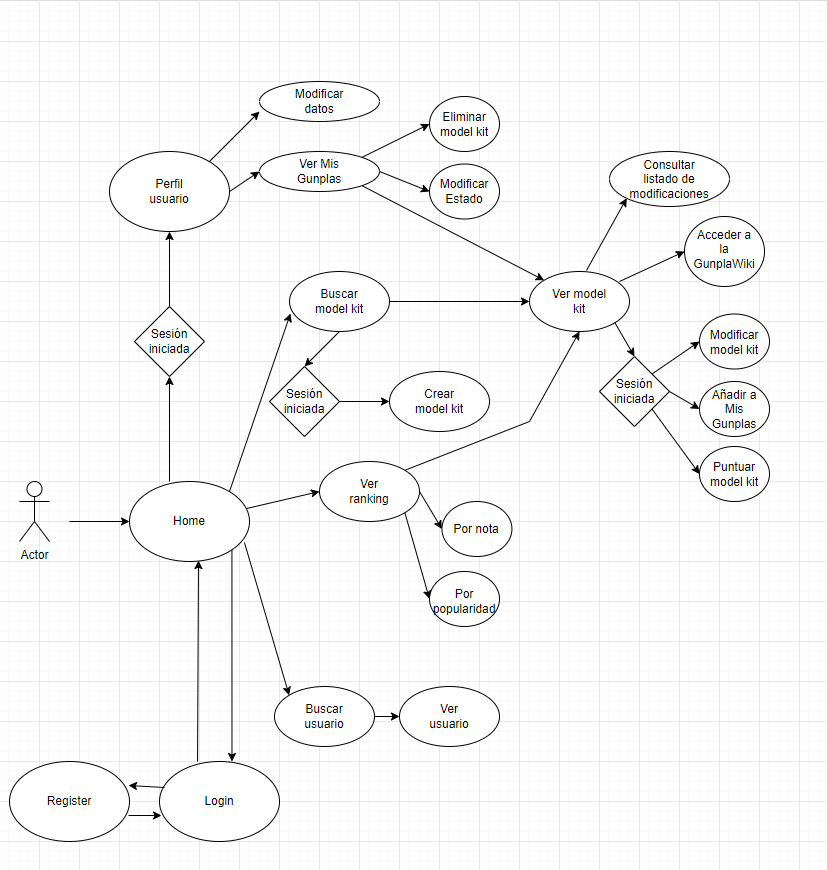 Modificar
datos
Eliminar
model kit
Ver Mis
Gunplas
Modificar
Estado
Perfil
usuario
Consultar
listado de
modificaciones
Acceder a
la
GunplaWiki
Buscar
model kit
Ver model
kit
Sesión
iniciada
Modificar
model kit
Sesión
iniciada
Crear
model kit
Sesión
iniciada
Añadir a
Mis
Gunplas
Puntuar
model kit
Ver
ranking
Home
Actor
Por nota
Por
popularidad
Buscar
usuario
Ver
usuario
Register
Login